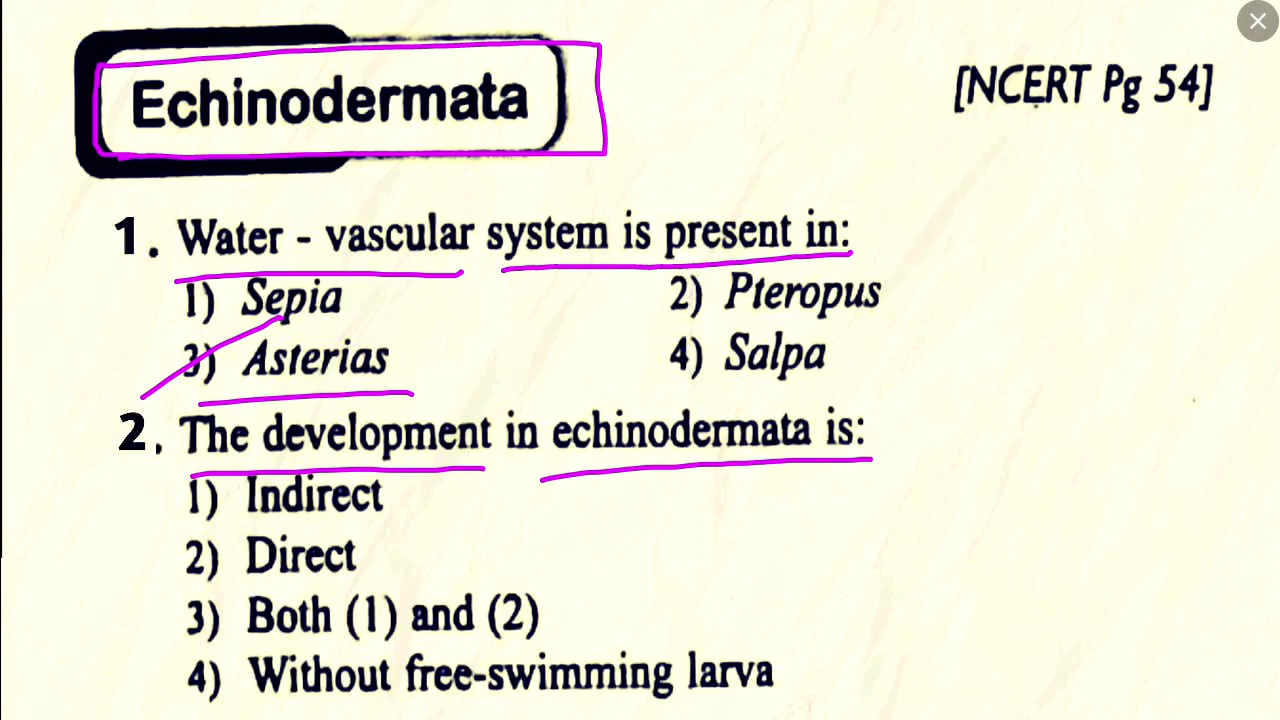 Echinodermata
[NCERT Pg 54]
1. Water - vascular system is present in:
1) Sepia 2) Pteropus
3) Asterias 4) Salpa
2. The development in echinodermata is:
1) Indirect
2) Direct
3) Both (1) and (2)
4) Without free-swimming larva